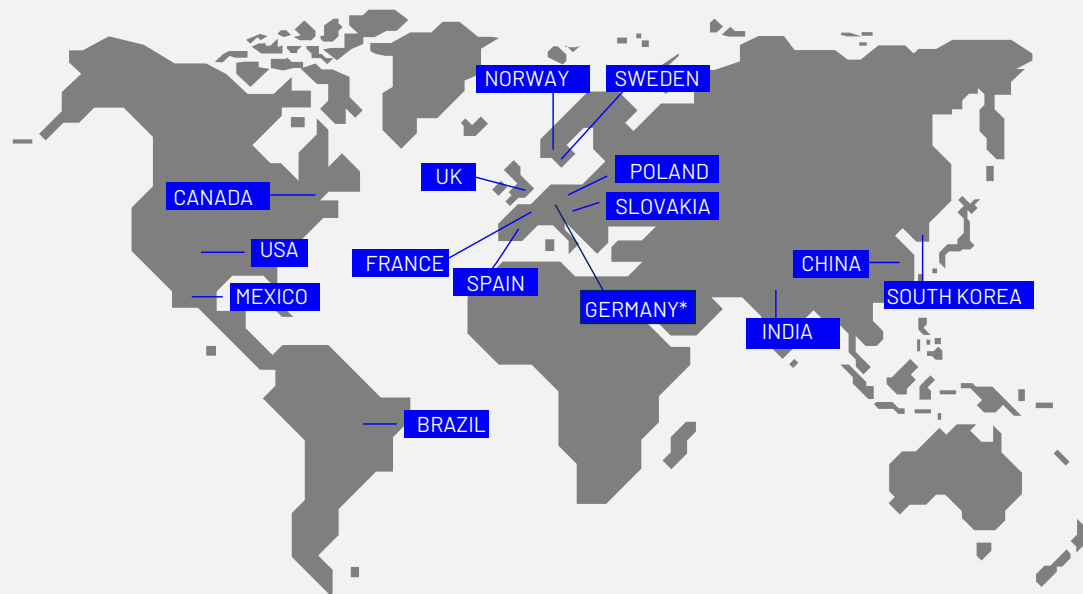 NORWAY
SWEDEN
UK
POLAND
CANADA
SLOVAKIA
USA
FRANCE
CHINA
SPAIN
MEXICO
SOUTH KOREA
GERMANY*
INDIA
BRAZIL